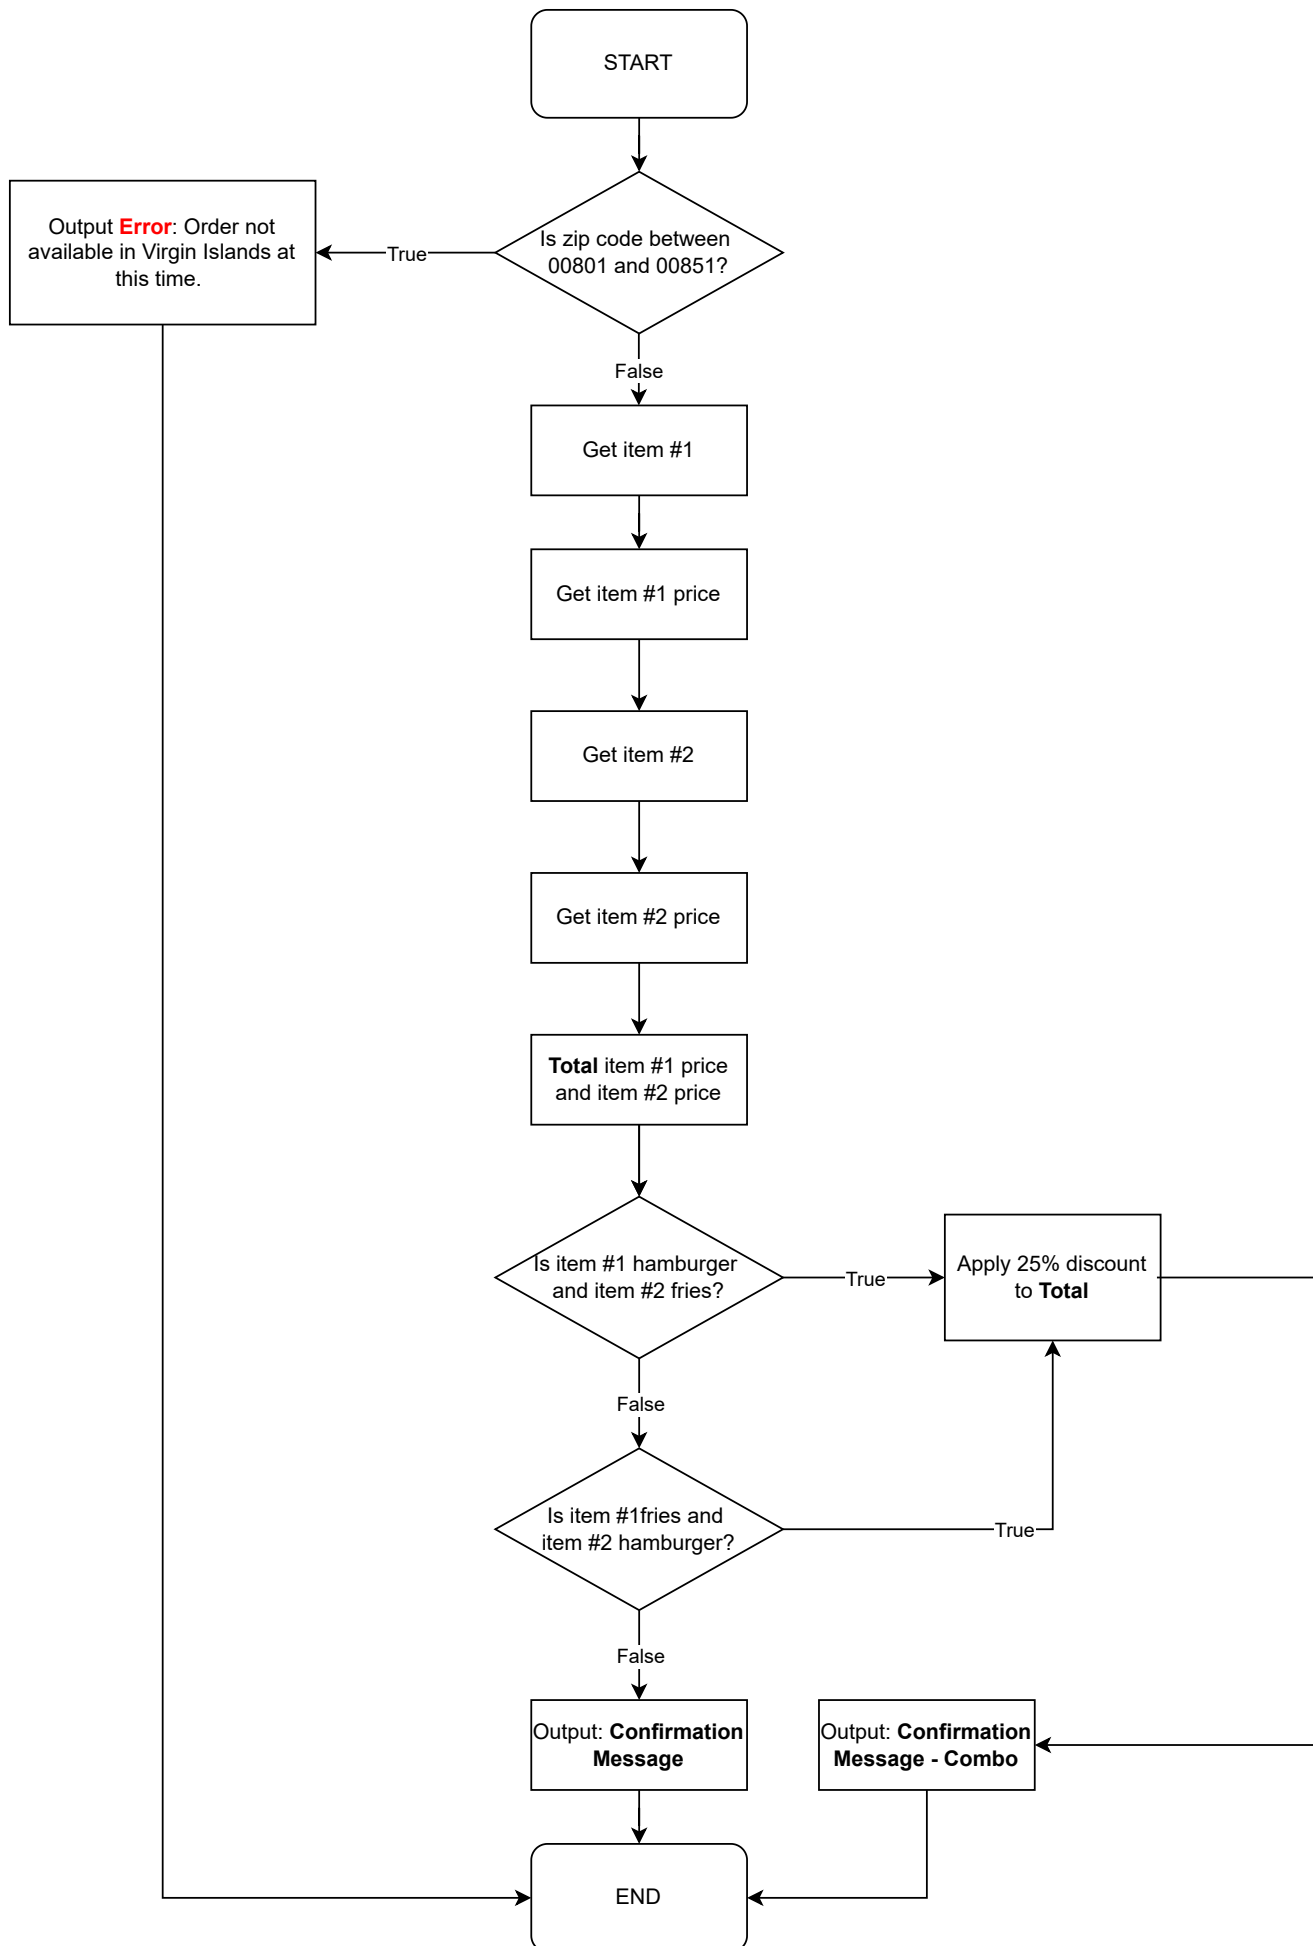 START
Is zip code between
00801 and 00851?
True
Output Error: Order not
available in Virgin Islands at
this time.
False
Get item #1
Get item #1 price
Get item #2
Get item #2 price
Total item #1 price
and item #2 price
Is item #1 hamburger
and item #2 fries?
True
Apply 25% discount
to Total
False
Is item #1fries and
item #2 hamburger?
True
False
Output: Confirmation
Message
Output: Confirmation
Message - Combo
END